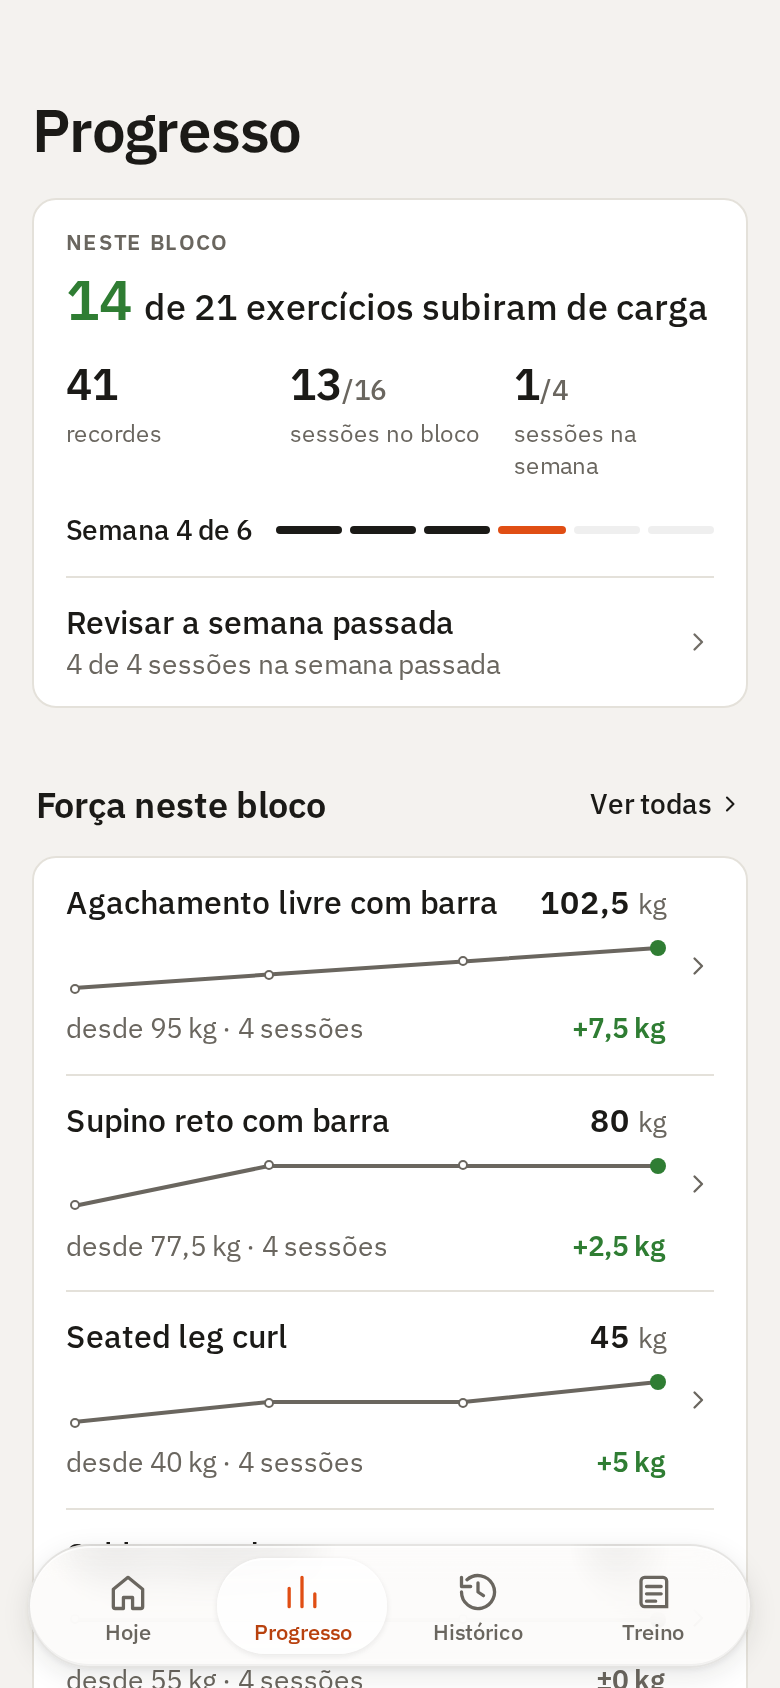 Progresso
NESTE BLOCO
14 de 21 exercícios subiram de carga
41
recordes
13/16
sessões no bloco
1/4
sessões na
semana
Semana 4 de 6
Revisar a semana passada
4 de 4 sessões na semana passada
Força neste bloco
Ver todas
Agachamento livre com barra 102,5 kg
desde 95 kg · 4 sessões +7,5 kg
Supino reto com barra 80 kg
desde 77,5 kg · 4 sessões +2,5 kg
Seated leg curl 45 kg
desde 40 kg · 4 sessões +5 kg
Hoje
Progresso
Histórico
Treino
desde 55 kg · 4 sessões ±0 kg